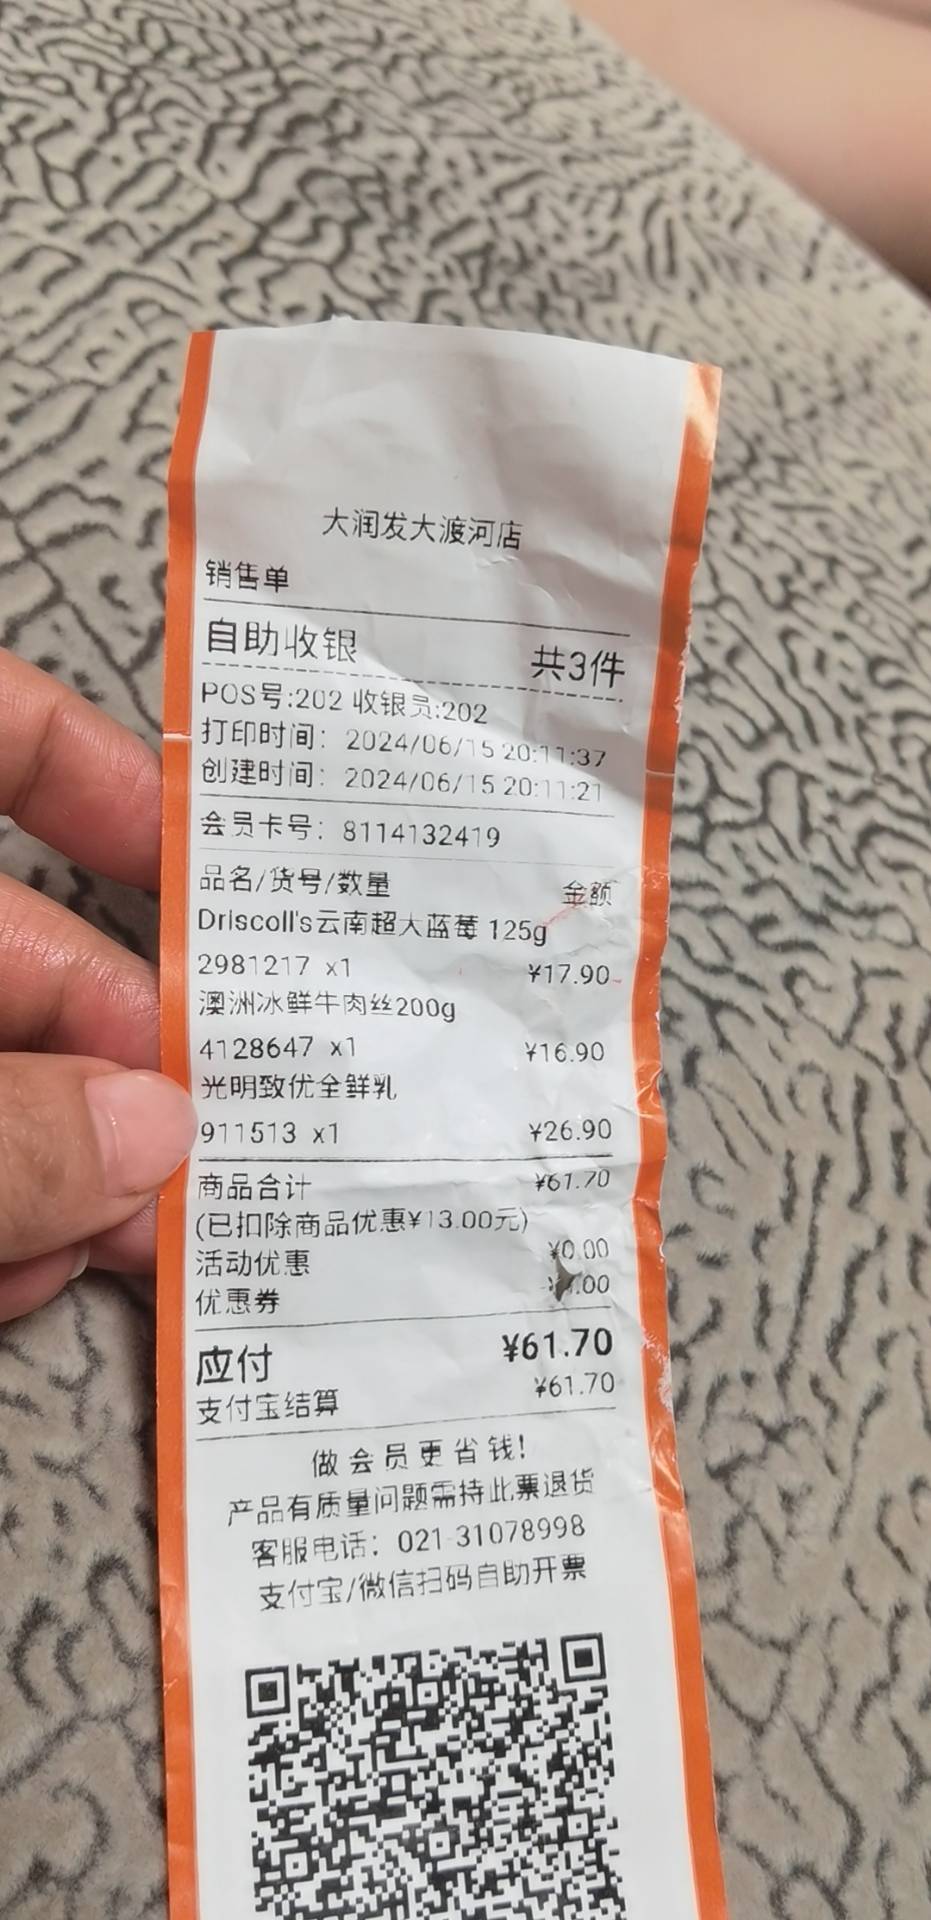 大润发大渡河店
销售单
自助收银 共3件
POS号:202 收银员:202
打印时间: 2024/06/15 20:11:37
创建时间: 2024/06/15 20:11:21
会员卡号: 8114132419
品名/货号/数量 金额
Driscoll's云南超大蓝莓 125g
2981217 x1 ¥17.90
澳洲冰鲜牛肉丝200g
4128647 x1 ¥16.90
光明致优全鲜乳
911513 x1 ¥26.90
商品合计 ¥61.70
(已扣除商品优惠¥13.00元)
活动优惠 ¥0.00
优惠券 .00
应付 ¥61.70
支付宝结算 ¥61.70
做会员更省钱!
产品有质量问题需持此票退货
客服电话: 021-31078998
支付宝/微信扫码自助开票